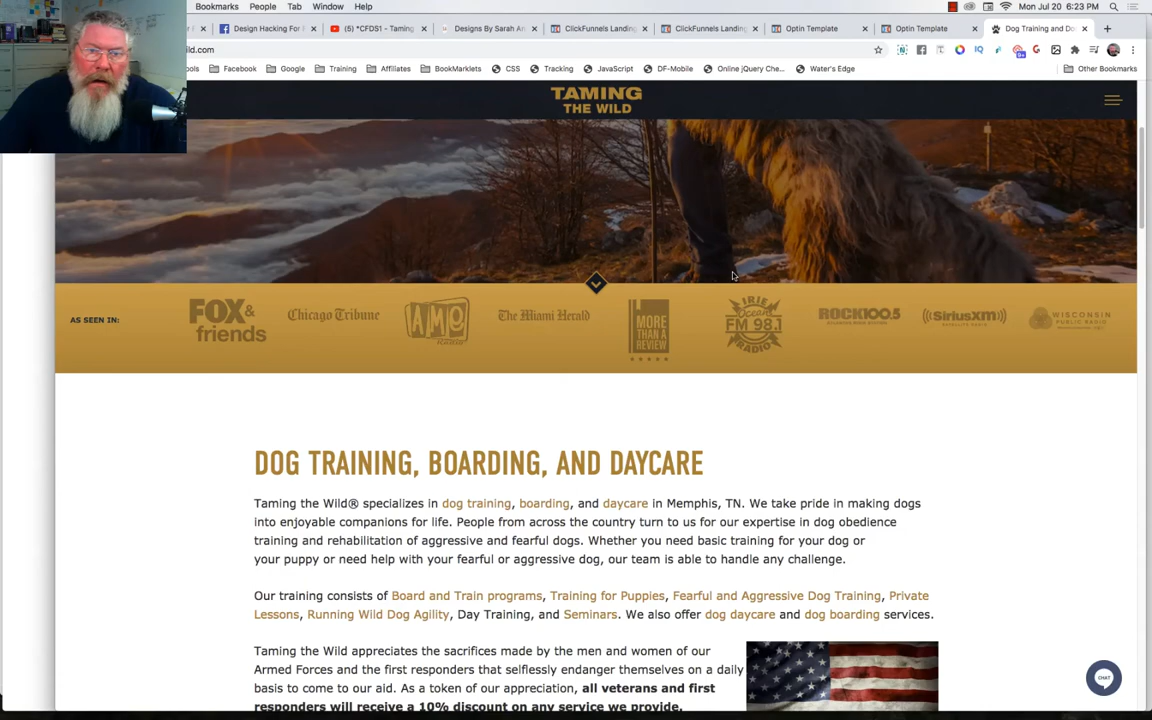 Bookmarks People Tab Window Help
Mon Jul 20 6:23 PM
Design Hacking For
(5) *CFDS1 - Taming
Designs By Sarah An
ClickFunnels Landing
ClickFunnels Landing
Optin Template
Optin Template
Dog Training and Do
ild.com
ools Facebook Google Training Affiliates BookMarklets CSS Tracking JavaScript DF-Mobile Online jQuery Che... Water's Edge Other Bookmarks
TAMING
THE WILD
AS SEEN IN:
FOX &
friends
Chicago Tribune
The Miami Herald
MORE
THAN A
REVIEW
IRIE
Ocean
FM 98.1
RADIO
ROCK100.5
SiriusXM
SATELLITE RADIO
WISCONSIN
PUBLIC RADIO
DOG TRAINING, BOARDING, AND DAYCARE
Taming the Wild® specializes in dog training, boarding, and daycare in Memphis, TN. We take pride in making dogs
into enjoyable companions for life. People from across the country turn to us for our expertise in dog obedience
training and rehabilitation of aggressive and fearful dogs. Whether you need basic training for your dog or
your puppy or need help with your fearful or aggressive dog, our team is able to handle any challenge.
Our training consists of Board and Train programs, Training for Puppies, Fearful and Aggressive Dog Training, Private
Lessons, Running Wild Dog Agility, Day Training, and Seminars. We also offer dog daycare and dog boarding services.
Taming the Wild appreciates the sacrifices made by the men and women of our
Armed Forces and the first responders that selflessly endanger themselves on a daily
basis to come to our aid. As a token of our appreciation, all veterans and first
responders will receive a 10% discount on any service we provide.
CHAT